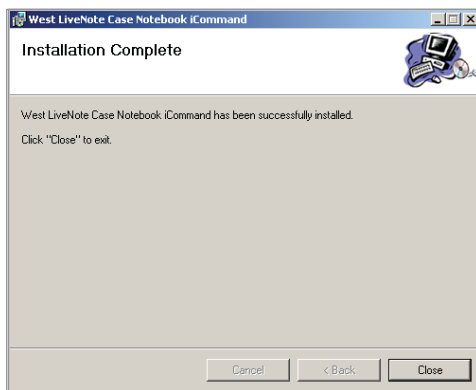 West LiveNote Case Notebook iCommand
Installation Complete
West LiveNote Case Notebook iCommand has been successfully installed.
Click "Close" to exit.
Cancel
< Back
Close